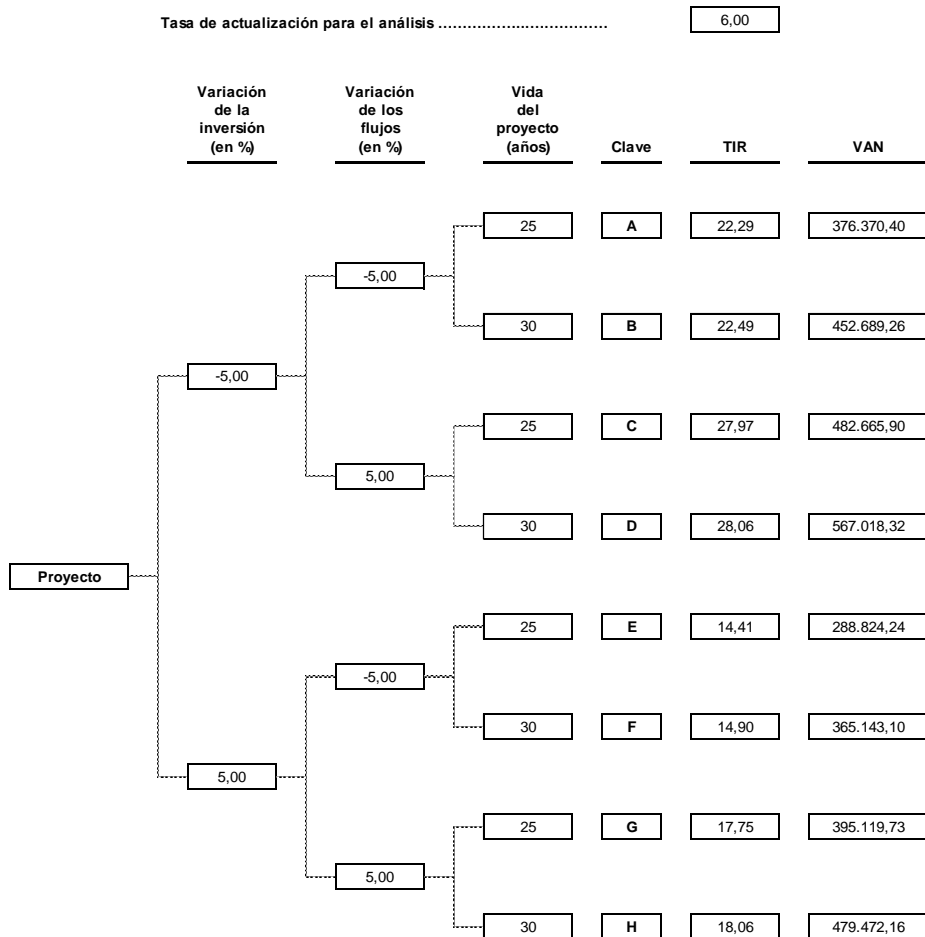 Tasa de actualización para el análisis .................................. 6,00
Variación de la inversión (en %)
Variación de los flujos (en %)
Vida del proyecto (años)
Clave
TIR
VAN
25 A 22,29 376.370,40
-5,00
30 B 22,49 452.689,26
-5,00
25 C 27,97 482.665,90
5,00
30 D 28,06 567.018,32
Proyecto
25 E 14,41 288.824,24
-5,00
30 F 14,90 365.143,10
5,00
25 G 17,75 395.119,73
5,00
30 H 18,06 479.472,16